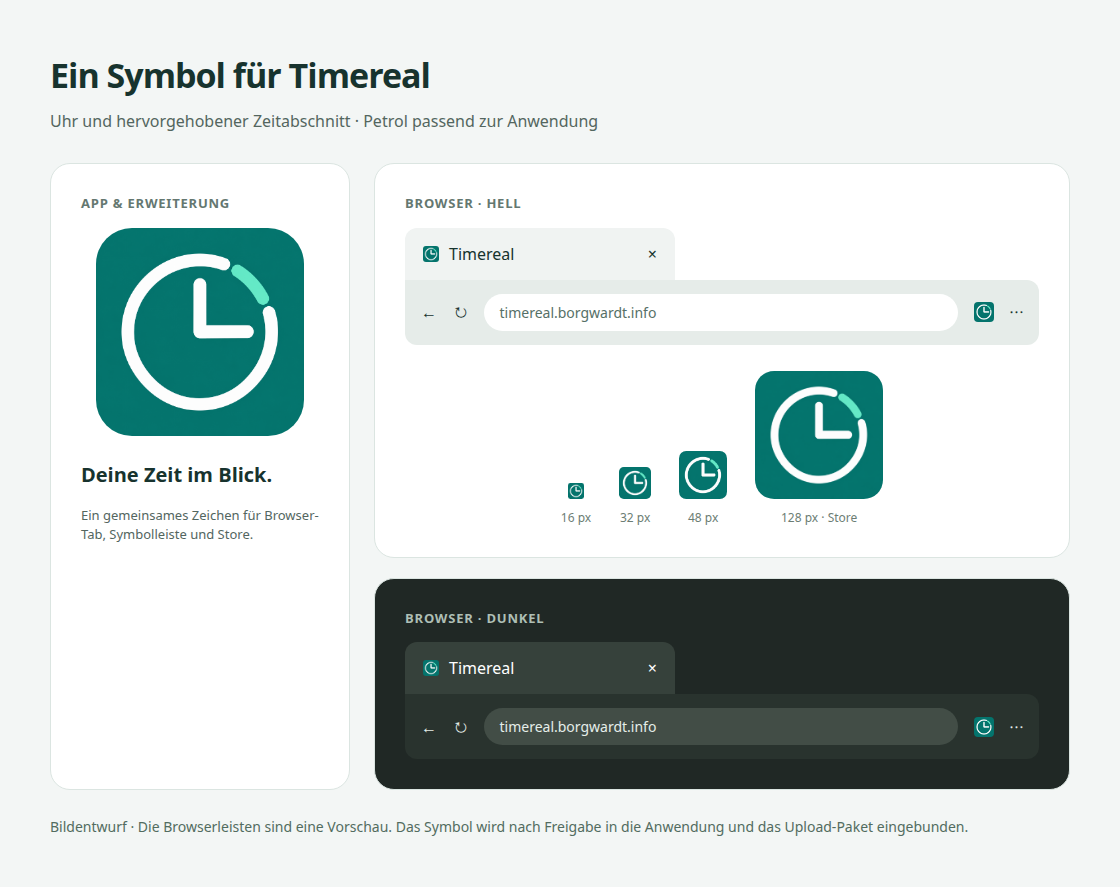 Ein Symbol für Timereal
Uhr und hervorgehobener Zeitabschnitt · Petrol passend zur Anwendung
APP & ERWEITERUNG
Deine Zeit im Blick.
Ein gemeinsames Zeichen für Browser-
Tab, Symbolleiste und Store.
BROWSER · HELL
Timereal ×
← ↻ timereal.borgwardt.info ⋯
16 px 32 px 48 px 128 px · Store
BROWSER · DUNKEL
Timereal ×
← ↻ timereal.borgwardt.info ⋯
Bildentwurf · Die Browserleisten sind eine Vorschau. Das Symbol wird nach Freigabe in die Anwendung und das Upload-Paket eingebunden.